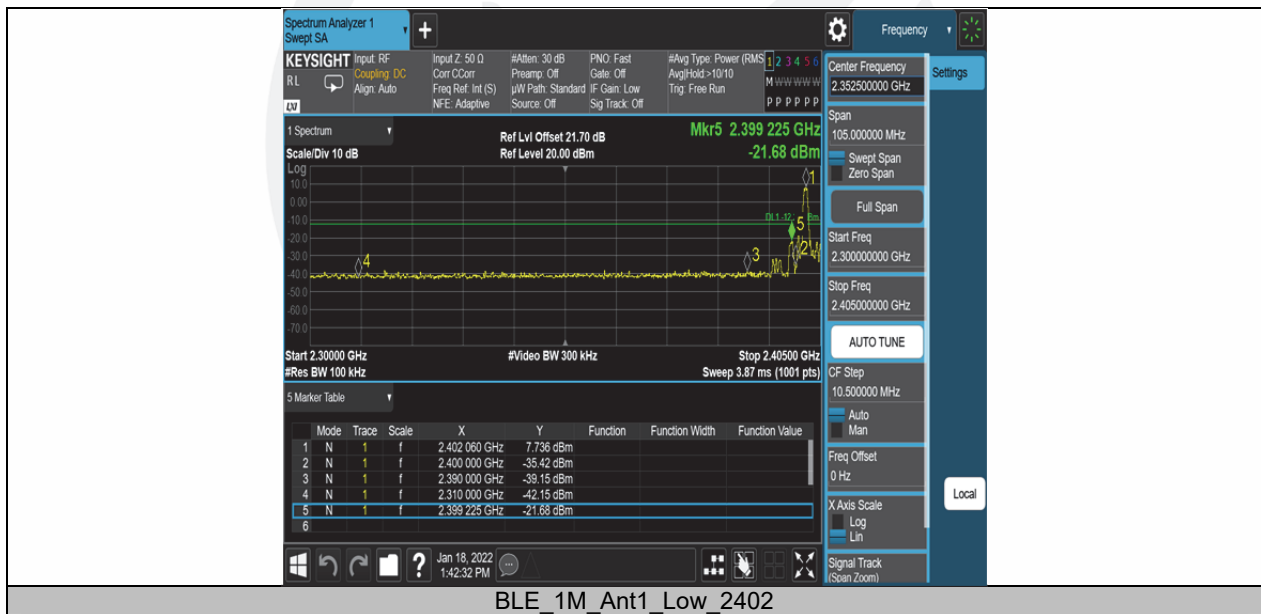 Spectrum Analyzer 1
Swept SA
+
Frequency
KEYSIGHT
RL
LXI
Input: RF
Coupling: DC
Align: Auto
Input Z: 50 Ω
Corr CCorr
Freq Ref: Int (S)
NFE: Adaptive
#Atten: 30 dB
Preamp: Off
µW Path: Standard
Source: Off
PNO: Fast
Gate: Off
IF Gain: Low
Sig Track: Off
#Avg Type: Power (RMS
Avg|Hold:>10/10
Trig: Free Run
1 2 3 4 5 6
M W W W W W
P P P P P P
1 Spectrum
Scale/Div 10 dB
Ref Lvl Offset 21.70 dB
Ref Level 20.00 dBm
Mkr5 2.399 225 GHz
-21.68 dBm
Log
10.0
0.00
-10.0
-20.0
-30.0
-40.0
-50.0
-60.0
-70.0
1
DL1 -12.
Bm
5
2
3
4
Start 2.30000 GHz
#Video BW 300 kHz
Stop 2.40500 GHz
#Res BW 100 kHz
Sweep 3.87 ms (1001 pts)
5 Marker Table
Mode Trace Scale X Y Function Function Width Function Value
1 N 1 f 2.402 060 GHz 7.736 dBm
2 N 1 f 2.400 000 GHz -35.42 dBm
3 N 1 f 2.390 000 GHz -39.15 dBm
4 N 1 f 2.310 000 GHz -42.15 dBm
5 N 1 f 2.399 225 GHz -21.68 dBm
6
?
Jan 18, 2022
1:42:32 PM
Center Frequency
2.352500000 GHz
Span
105.000000 MHz
Swept Span
Zero Span
Full Span
Start Freq
2.300000000 GHz
Stop Freq
2.405000000 GHz
AUTO TUNE
CF Step
10.500000 MHz
Auto
Man
Freq Offset
0 Hz
X Axis Scale
Log
Lin
Signal Track
(Span Zoom)
Settings
Local
BLE_1M_Ant1_Low_2402